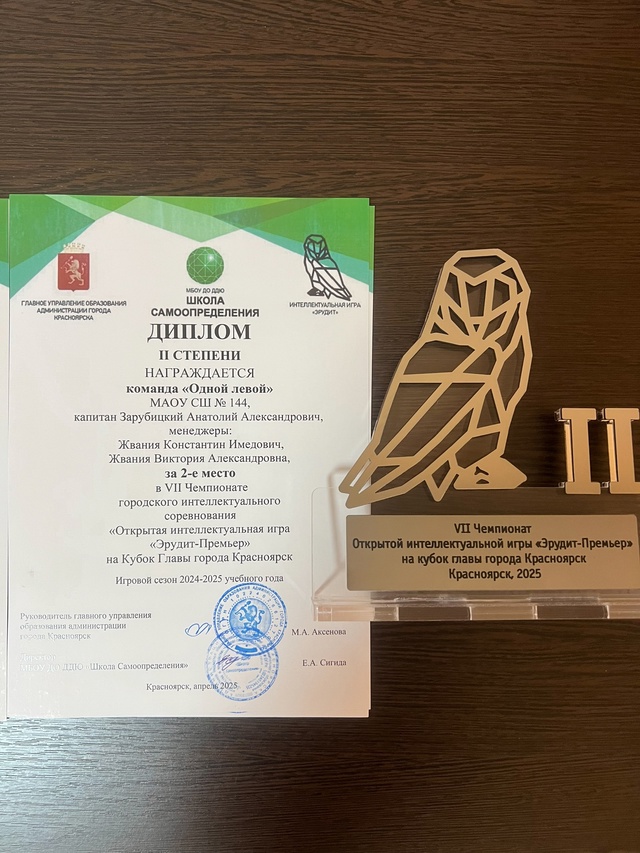 ГЛАВНОЕ УПРАВЛЕНИЕ ОБРАЗОВАНИЯ
АДМИНИСТРАЦИИ ГОРОДА
КРАСНОЯРСКА
МБОУ ДО ДДЮ
ШКОЛА
САМООПРЕДЕЛЕНИЯ
ИНТЕЛЛЕКТУАЛЬНАЯ ИГРА
«ЭРУДИТ»
ДИПЛОМ
II СТЕПЕНИ
НАГРАЖДАЕТСЯ
команда «Одной левой»
МАОУ СШ № 144,
капитан Зарубицкий Анатолий Александрович,
менеджеры:
Жвания Константин Имедович,
Жвания Виктория Александровна,
за 2-е место
в VII Чемпионате
городского интеллектуального
соревнования
«Открытая интеллектуальная игра
«Эрудит-Премьер»
на Кубок Главы города Красноярск
Игровой сезон 2024-2025 учебного года
Руководитель главного управления
образования администрации
города Красноярск
М.А. Аксенова
«Школа Самоопределения»
Е.А. Сигида
Красноярск, апрель 2025
II
VII Чемпионат
Открытой интеллектуальной игры «Эрудит-Премьер»
на кубок главы города Красноярск
Красноярск, 2025